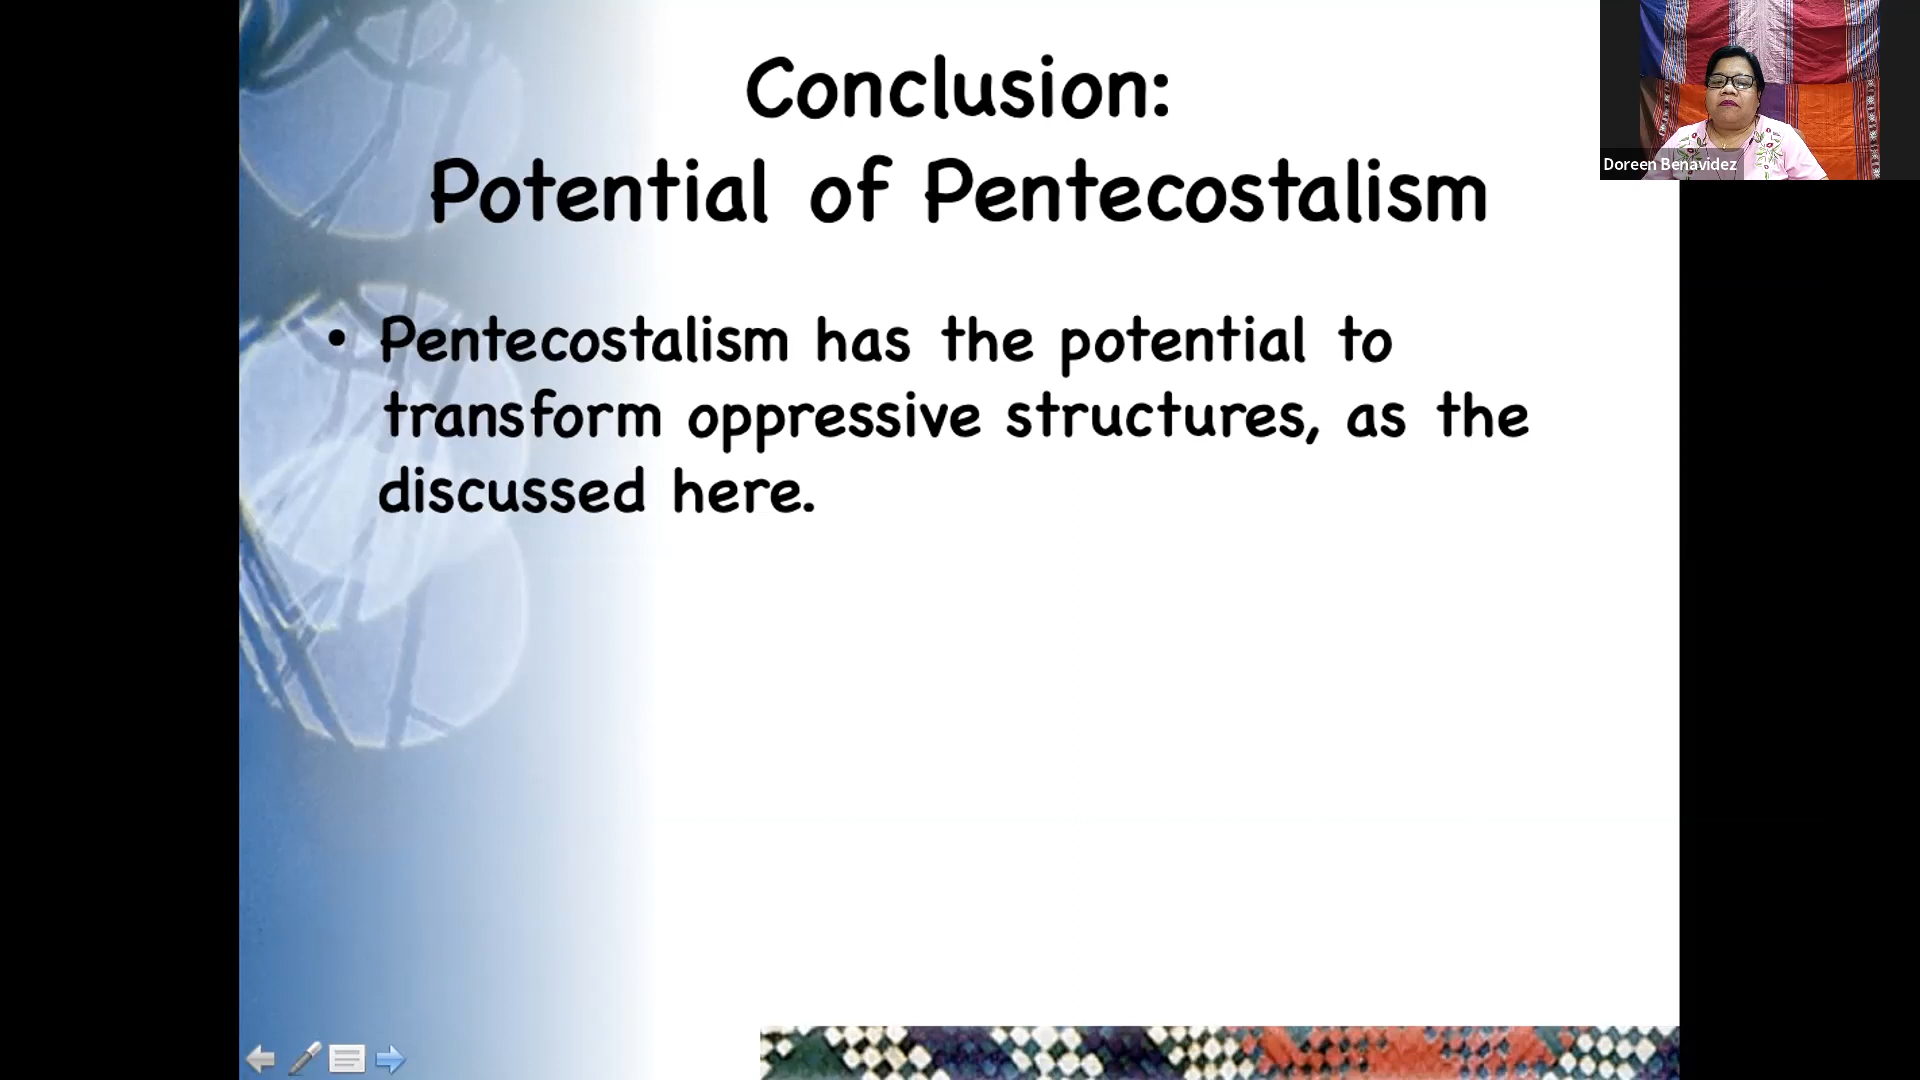 Conclusion:
Potential of Pentecostalism
• Pentecostalism has the potential to
transform oppressive structures, as the
discussed here.
Doreen Benavidez